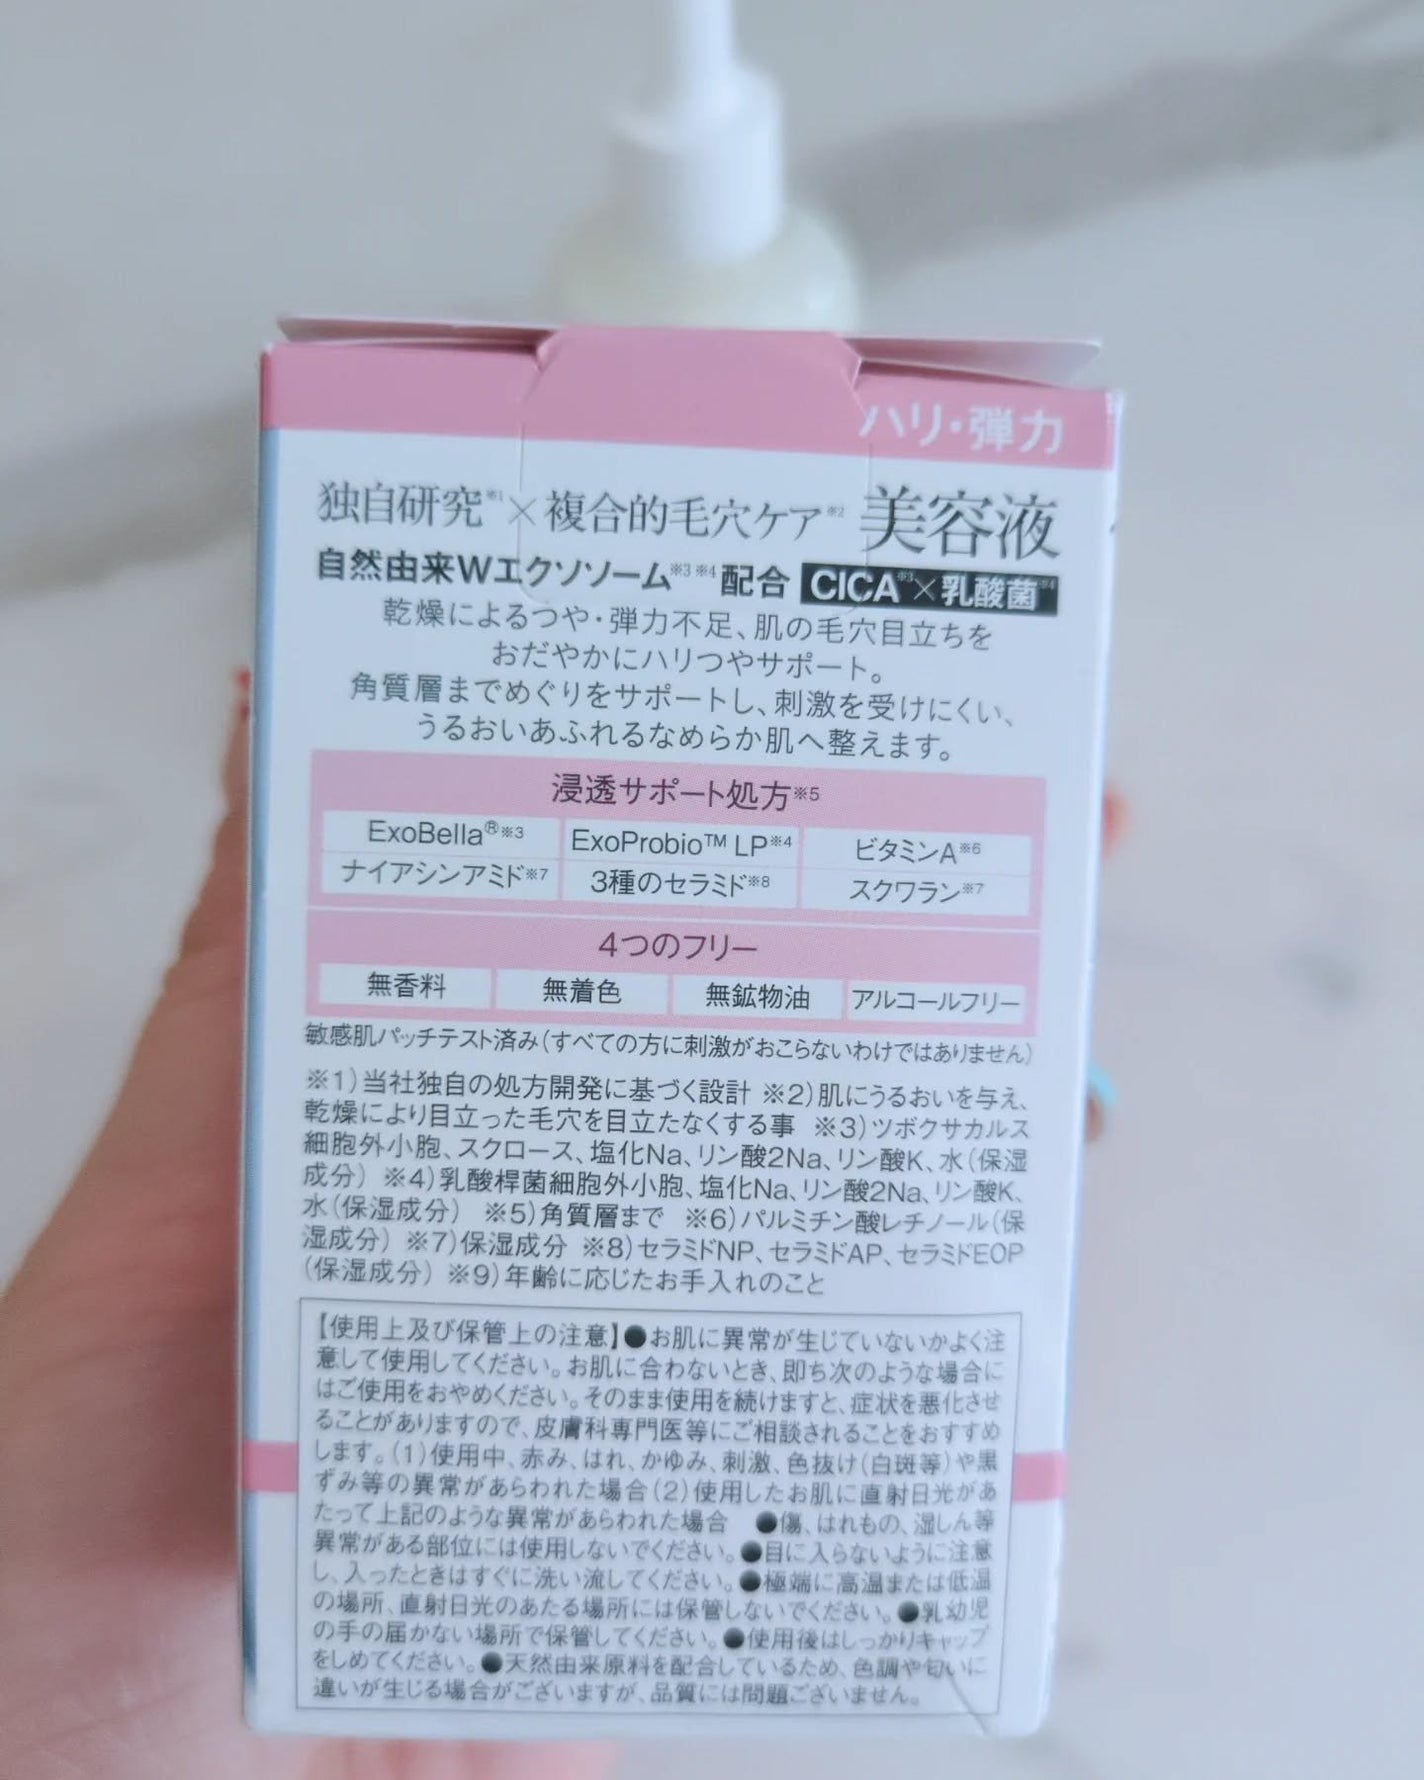 ハリ・弾力
独自研究※1×複合的毛穴ケア※2 美容液
自然由来Wエクソソーム※3※4配合 CICA※3×乳酸菌※4
乾燥によるつや・弾力不足、肌の毛穴目立ちを
おだやかにハリつやサポート。
角質層までめぐりをサポートし、刺激を受けにくい、
うるおいあふれるなめらか肌へ整えます。
浸透サポート処方※5
ExoBella®※3 ExoProbio™ LP※4 ビタミンA※6
ナイアシンアミド※7 3種のセラミド※8 スクワラン※7
4つのフリー
無香料 無着色 無鉱物油 アルコールフリー
敏感肌パッチテスト済み(すべての方に刺激がおこらないわけではありません)
※1)当社独自の処方開発に基づく設計 ※2)肌にうるおいを与え、
乾燥により目立った毛穴を目立たなくする事 ※3)ツボクサカルス
細胞外小胞、スクロース、塩化Na、リン酸2Na、リン酸K、水(保湿
成分) ※4)乳酸桿菌細胞外小胞、塩化Na、リン酸2Na、リン酸K、
水(保湿成分) ※5)角質層まで ※6)パルミチン酸レチノール(保
湿成分) ※7)保湿成分 ※8)セラミドNP、セラミドAP、セラミドEOP
(保湿成分) ※9)年齢に応じたお手入れのこと
【使用上及び保管上の注意】●お肌に異常が生じていないかよく注
意して使用してください。お肌に合わないとき、即ち次のような場合に
はご使用をおやめください。そのまま使用を続けますと、症状を悪化させ
ることがありますので、皮膚科専門医等にご相談されることをおすすめ
します。(1)使用中、赤み、はれ、かゆみ、刺激、色抜け(白斑等)や黒
ずみ等の異常があらわれた場合(2)使用したお肌に直射日光があ
たって上記のような異常があらわれた場合 ●傷、はれもの、湿しん等
異常がある部位には使用しないでください。●目に入らないように注意
し、入ったときはすぐに洗い流してください。●極端に高温または低温
の場所、直射日光のあたる場所には保管しないでください。●乳幼児
の手の届かない場所で保管してください。●使用後はしっかりキャップ
をしめてください。●天然由来原料を配合しているため、色調や匂いに
違いが生じる場合がございますが、品質には問題ございません。